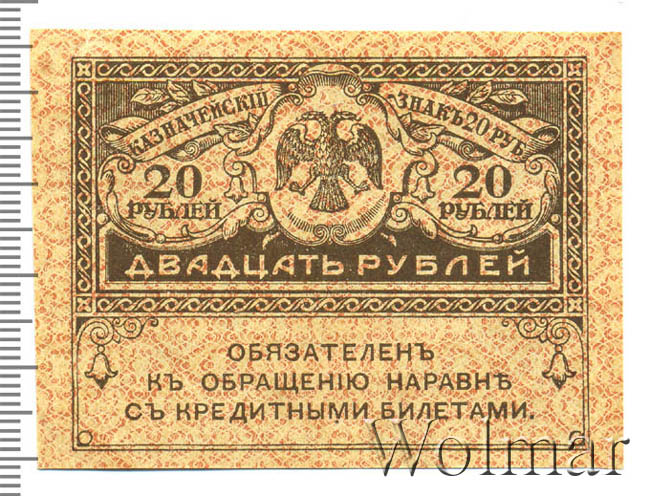 КАЗНАЧЕЙСКІЙ ЗНАКЪ 20 РУБ.
20 РУБЛЕЙ
20 РУБЛЕЙ
ДВАДЦАТЬ РУБЛЕЙ
ОБЯЗАТЕЛЕНЪ
КЪ ОБРАЩЕНІЮ НАРАВНѢ
СЪ КРЕДИТНЫМИ БИЛЕТАМИ.
Wolmar